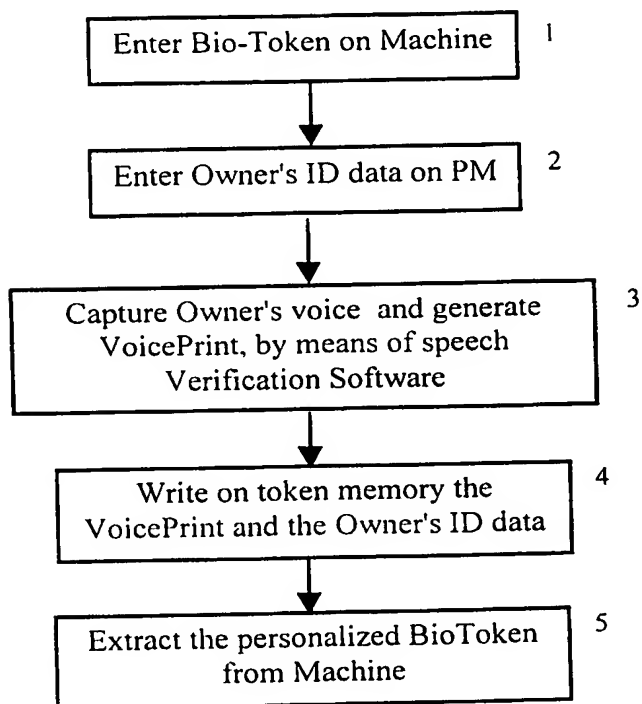 Enter Bio-Token on Machine 1
Enter Owner's ID data on PM 2
Capture Owner's voice and generate 3
VoicePrint, by means of speech
Verification Software
Write on token memory the 4
VoicePrint and the Owner's ID data
Extract the personalized BioToken 5
from Machine